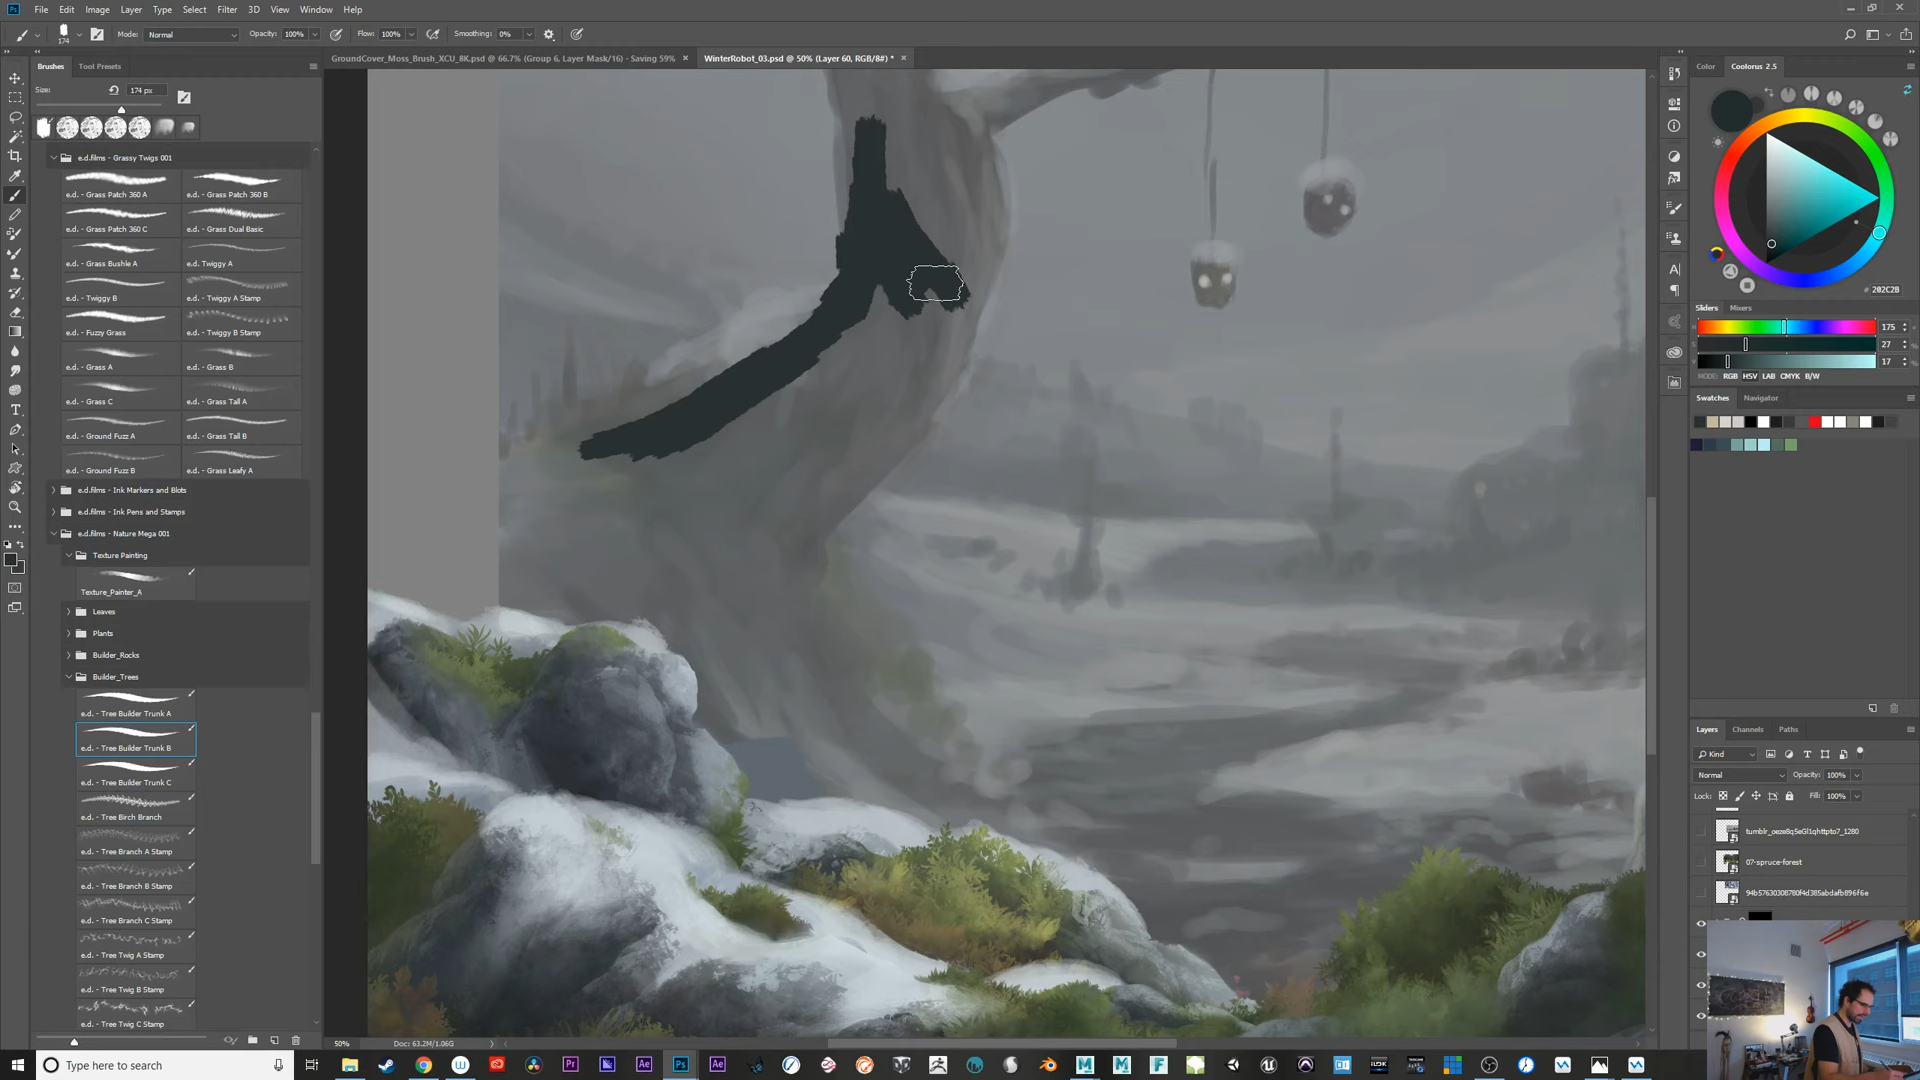 Ps File Edit Image Layer Type Select Filter 3D View Window Help
174 Mode: Normal Opacity: 100% Flow: 100% Smoothing: 0%
GroundCover_Moss_Brush_XCU_8K.psd @ 66.7% (Group 6, Layer Mask/16) - Saving 59% WinterRobot_03.psd @ 50% (Layer 60, RGB/8#) *
Brushes Tool Presets
Size: 174 px
e.d.films - Grassy Twigs 001
e.d. - Grass Patch 360 A e.d. - Grass Patch 360 B
e.d. - Grass Patch 360 C e.d. - Grass Dual Basic
e.d. - Grass Bushle A Twiggy A
Twiggy B e.d. - Twiggy A Stamp
e.d. - Fuzzy Grass e.d. - Twiggy B Stamp
e.d. - Grass A e.d. - Grass B
e.d. - Grass C e.d. - Grass Tall A
e.d. - Ground Fuzz A e.d. - Grass Tall B
e.d. - Ground Fuzz B e.d. - Grass Leafy A
e.d.films - Ink Markers and Blots
e.d.films - Ink Pens and Stamps
e.d.films - Nature Mega 001
Texture Painting
Texture_Painter_A
Leaves
Plants
Builder_Rocks
Builder_Trees
e.d. - Tree Builder Trunk A
e.d. - Tree Builder Trunk B
e.d. - Tree Builder Trunk C
e.d. - Tree Birch Branch
e.d. - Tree Branch A Stamp
e.d. - Tree Branch B Stamp
e.d. - Tree Branch C Stamp
e.d. - Tree Twig A Stamp
e.d. - Tree Twig B Stamp
e.d. - Tree Twig C Stamp
50% Doc: 63.2M/1.06G
Color Coolorus 2.5
# 202C2B
Sliders Mixers
H 175
S 27 %
V 17 %
MODE: RGB HSV LAB CMYK B/W
Swatches Navigator
Layers Channels Paths
Kind
Normal Opacity: 100%
Lock: Fill: 100%
07-spruce-forest
Type here to search
Pr Ae Ps Ae